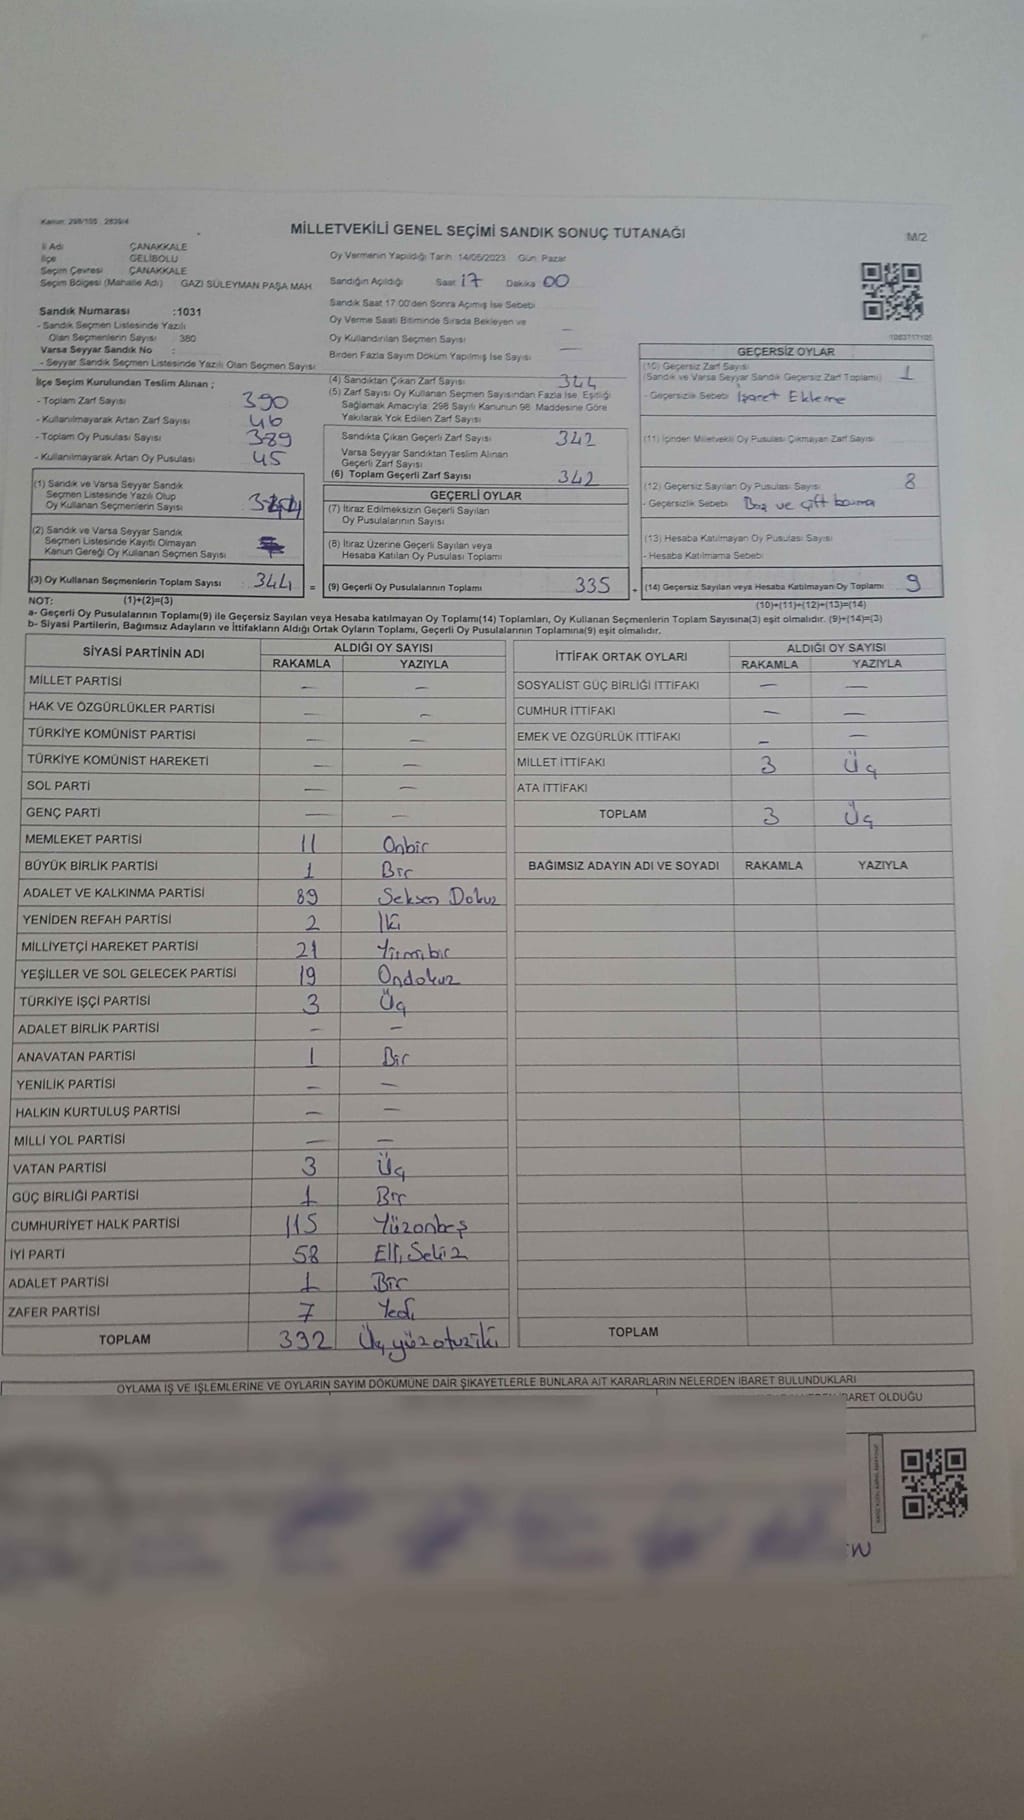 Kanun: 298/105 : 2839/4
MİLLETVEKİLİ GENEL SEÇİMİ SANDIK SONUÇ TUTANAĞI
M/2
İl Adı ÇANAKKALE
İlçe GELİBOLU
Seçim Çevresi ÇANAKKALE
Seçim Bölgesi (Mahalle Adı) GAZİ SÜLEYMAN PAŞA MAH
Sandık Numarası :1031
- Sandık Seçmen Listesinde Yazılı
Olan Seçmenlerin Sayısı : 380
Varsa Seyyar Sandık No :
- Seyyar Sandık Seçmen Listesinde Yazılı Olan Seçmen Sayısı
Oy Vermenin Yapıldığı Tarih: 14/05/2023 Gün: Pazar
Sandığın Açıldığı Saat 17 Dakika 00
Sandık Saat 17:00'den Sonra Açımış İse Sebebi
Oy Verme Saati Bitiminde Sırada Bekleyen ve
Oy Kullandırılan Seçmen Sayısı —
Birden Fazla Sayım Döküm Yapılmış İse Sayısı —
1083717105
İlçe Seçim Kurulundan Teslim Alınan ;
- Toplam Zarf Sayısı 390
- Kullanılmayarak Artan Zarf Sayısı 46
- Toplam Oy Pusulası Sayısı 389
- Kullanılmayarak Artan Oy Pusulası 45
(1) Sandık ve Varsa Seyyar Sandık
Seçmen Listesinde Yazılı Olup
Oy Kullanan Seçmenlerin Sayısı
(2) Sandık ve Varsa Seyyar Sandık
Seçmen Listesinde Kayıtlı Olmayan
Kanun Gereği Oy Kullanan Seçmen Sayısı
(3) Oy Kullanan Seçmenlerin Toplam Sayısı 344 =
(1)+(2)=(3)
(4) Sandıktan Çıkan Zarf Sayısı 344
(5) Zarf Sayısı Oy Kullanan Seçmen Sayısından Fazla İse, Eşitliği
Sağlamak Amacıyla: 298 Sayılı Kanunun 98. Maddesine Göre
Yakılarak Yok Edilen Zarf Sayısı
Sandıkta Çıkan Geçerli Zarf Sayısı 342
Varsa Seyyar Sandıktan Teslim Alınan
Geçerli Zarf Sayısı
(6) Toplam Geçerli Zarf Sayısı 342
GEÇERLİ OYLAR
(7) İtiraz Edilmeksizin Geçerli Sayılan
Oy Pusulalarının Sayısı
(8) İtiraz Üzerine Geçerli Sayılan veya
Hesaba Katılan Oy Pusulası Toplamı
(9) Geçerli Oy Pusulalarının Toplamı 335 +
GEÇERSİZ OYLAR
(10) Geçersiz Zarf Sayısı
(Sandık ve Varsa Seyyar Sandık Geçersiz Zarf Toplamı) 1
- Geçersizlik Sebebi İşaret Ekleme
(11) İçinden Milletvekili Oy Pusulası Çıkmayan Zarf Sayısı
(12) Geçersiz Sayılan Oy Pusulası Sayısı 8
- Geçersizlik Sebebi Boş ve çift basma
(13) Hesaba Katılmayan Oy Pusulası Sayısı
- Hesaba Katılmama Sebebi
(14) Geçersiz Sayılan veya Hesaba Katılmayan Oy Toplamı 9
(10)+(11)+(12)+(13)=(14)
NOT:
a- Geçerli Oy Pusulalarının Toplamı(9) ile Geçersiz Sayılan veya Hesaba katılmayan Oy Toplamı(14) Toplamları, Oy Kullanan Seçmenlerin Toplam Sayısına(3) eşit olmalıdır. (9)+(14)=(3)
b- Siyasi Partilerin, Bağımsız Adayların ve İttifakların Aldığı Ortak Oyların Toplamı, Geçerli Oy Pusulalarının Toplamına(9) eşit olmalıdır.
SİYASİ PARTİNİN ADI ALDIĞI OY SAYISI
RAKAMLA YAZIYLA
MİLLET PARTİSİ — —
HAK VE ÖZGÜRLÜKLER PARTİSİ — —
TÜRKİYE KOMÜNİST PARTİSİ — —
TÜRKİYE KOMÜNİST HAREKETİ — —
SOL PARTİ — —
GENÇ PARTİ — —
MEMLEKET PARTİSİ 11 Onbir
BÜYÜK BİRLİK PARTİSİ 1 Bir
ADALET VE KALKINMA PARTİSİ 89 Seksen Dokuz
YENİDEN REFAH PARTİSİ 2 İki
MİLLİYETÇİ HAREKET PARTİSİ 21 Yirmibir
YEŞİLLER VE SOL GELECEK PARTİSİ 19 Ondokuz
TÜRKİYE İŞÇİ PARTİSİ 3 Üç
ADALET BİRLİK PARTİSİ — —
ANAVATAN PARTİSİ 1 Bir
YENİLİK PARTİSİ — —
HALKIN KURTULUŞ PARTİSİ — —
MİLLİ YOL PARTİSİ — —
VATAN PARTİSİ 3 Üç
GÜÇ BİRLİĞİ PARTİSİ 1 Bir
CUMHURİYET HALK PARTİSİ 115 Yüzonbeş
İYİ PARTİ 58 Elli Sekiz
ADALET PARTİSİ 1 Bir
ZAFER PARTİSİ 7 Yedi
TOPLAM 332 Üçyüzotuziki
İTTİFAK ORTAK OYLARI ALDIĞI OY SAYISI
RAKAMLA YAZIYLA
SOSYALİST GÜÇ BİRLİĞİ İTTİFAKI — —
CUMHUR İTTİFAKI — —
EMEK VE ÖZGÜRLÜK İTTİFAKI — —
MİLLET İTTİFAKI 3 Üç
ATA İTTİFAKI
TOPLAM 3 Üç
BAĞIMSIZ ADAYIN ADI VE SOYADI RAKAMLA YAZIYLA
TOPLAM
OYLAMA İŞ VE İŞLEMLERİNE VE OYLARIN SAYIM DÖKÜMÜNE DAİR ŞİKAYETLERLE BUNLARA AİT KARARLARIN NELERDEN İBARET BULUNDUKLARI
İBARET OLDUĞU